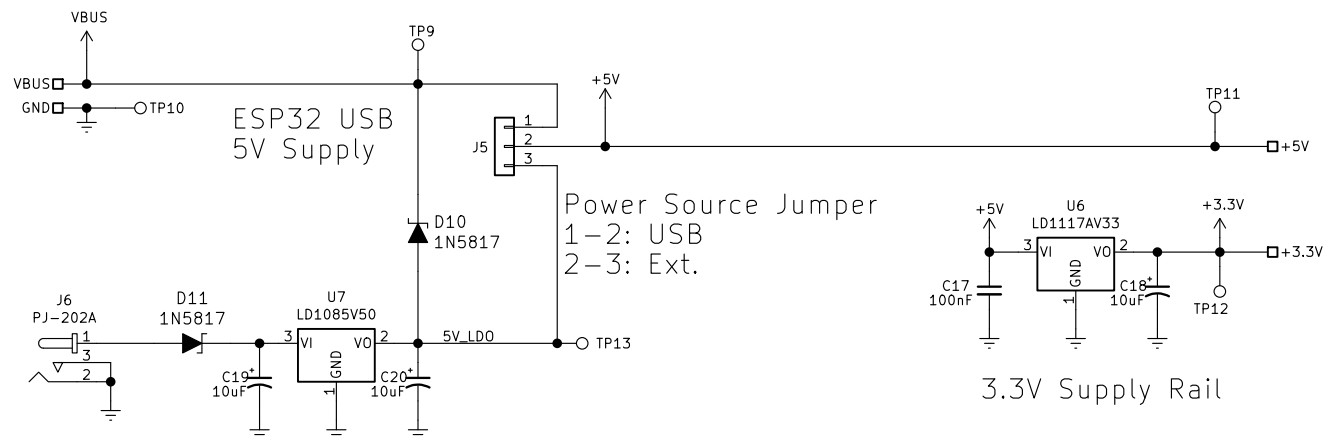 VBUS
TP9
VBUS
GND
TP10
ESP32 USB
5V Supply
+5V
J5
1
2
3
TP11
+5V
Power Source Jumper
1-2: USB
2-3: Ext.
D10
1N5817
+5V
U6
LD1117AV33
+3.3V
3
VI
VO
2
GND
1
+3.3V
C17
100nF
C18
+
10uF
TP12
3.3V Supply Rail
J6
PJ-202A
1
3
2
D11
1N5817
U7
LD1085V50
3
VI
VO
2
GND
1
5V_LDO
TP13
C19
+
10uF
C20
+
10uF